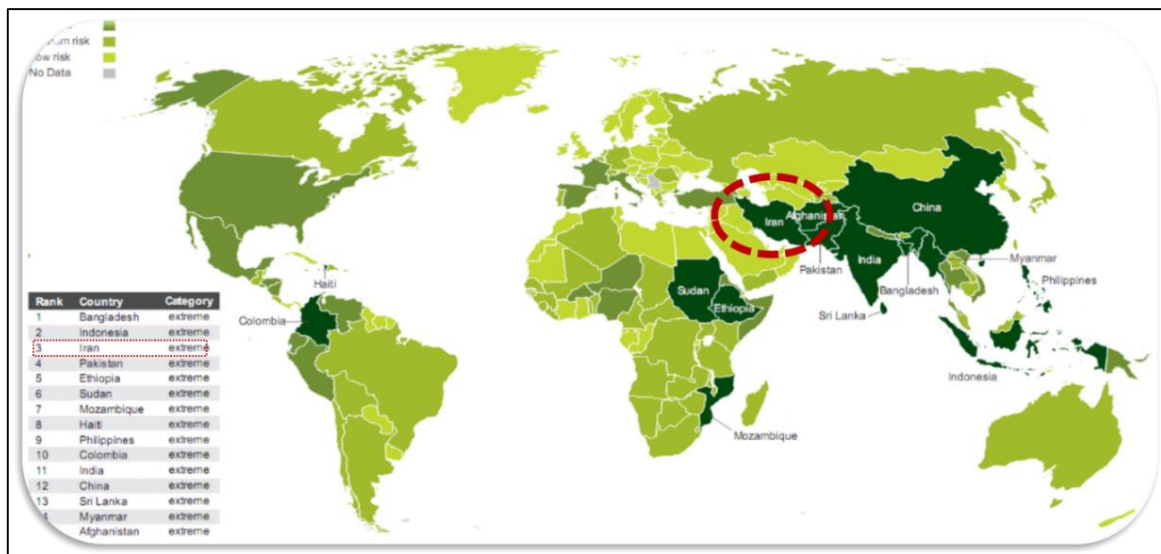 risk
low risk
No Data
Iran
Afghanistan
China
India
Pakistan
Myanmar
Philippines
Bangladesh
Sri Lanka
Indonesia
Sudan
Ethiopia
Mozambique
Haiti
Colombia
Rank Country Category
1 Bangladesh extreme
2 Indonesia extreme
3 Iran extreme
4 Pakistan extreme
5 Ethiopia extreme
6 Sudan extreme
7 Mozambique extreme
8 Haiti extreme
9 Philippines extreme
10 Colombia extreme
11 India extreme
12 China extreme
13 Sri Lanka extreme
Myanmar extreme
Afghanistan extreme